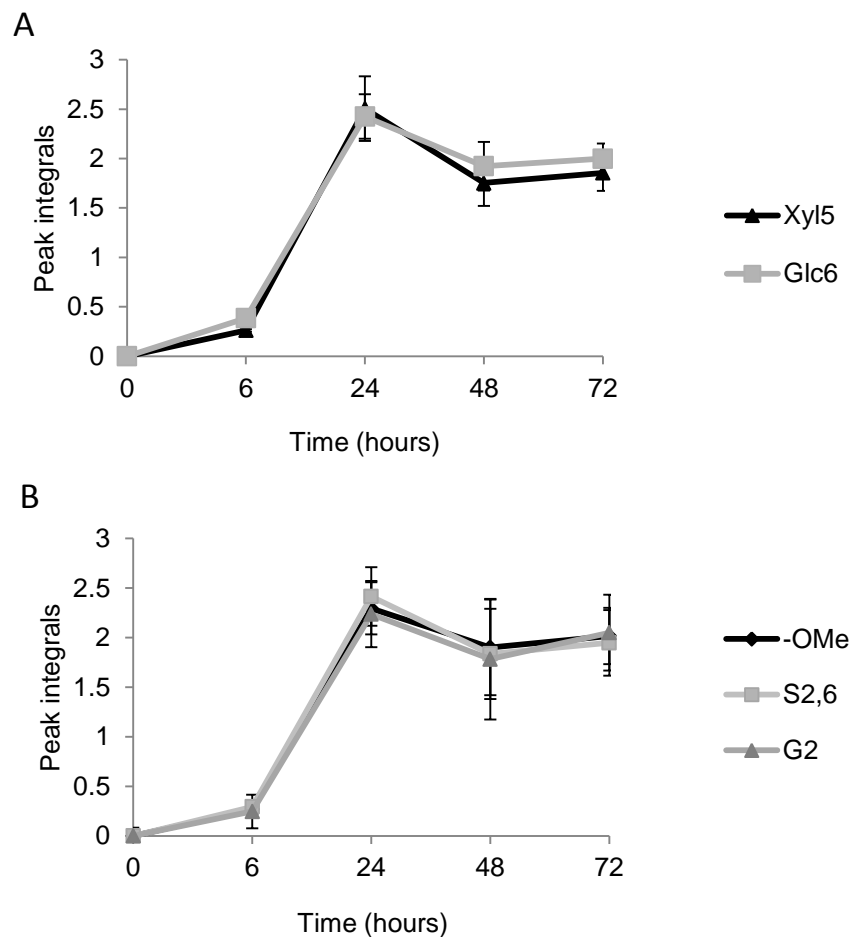 A
3
2.5
2
1.5
1
0.5
0
Peak integrals
0 6 24 48 72
Time (hours)
Xyl5
Glc6
B
3
2.5
2
1.5
1
0.5
0
Peak integrals
0 6 24 48 72
Time (hours)
-OMe
S2,6
G2